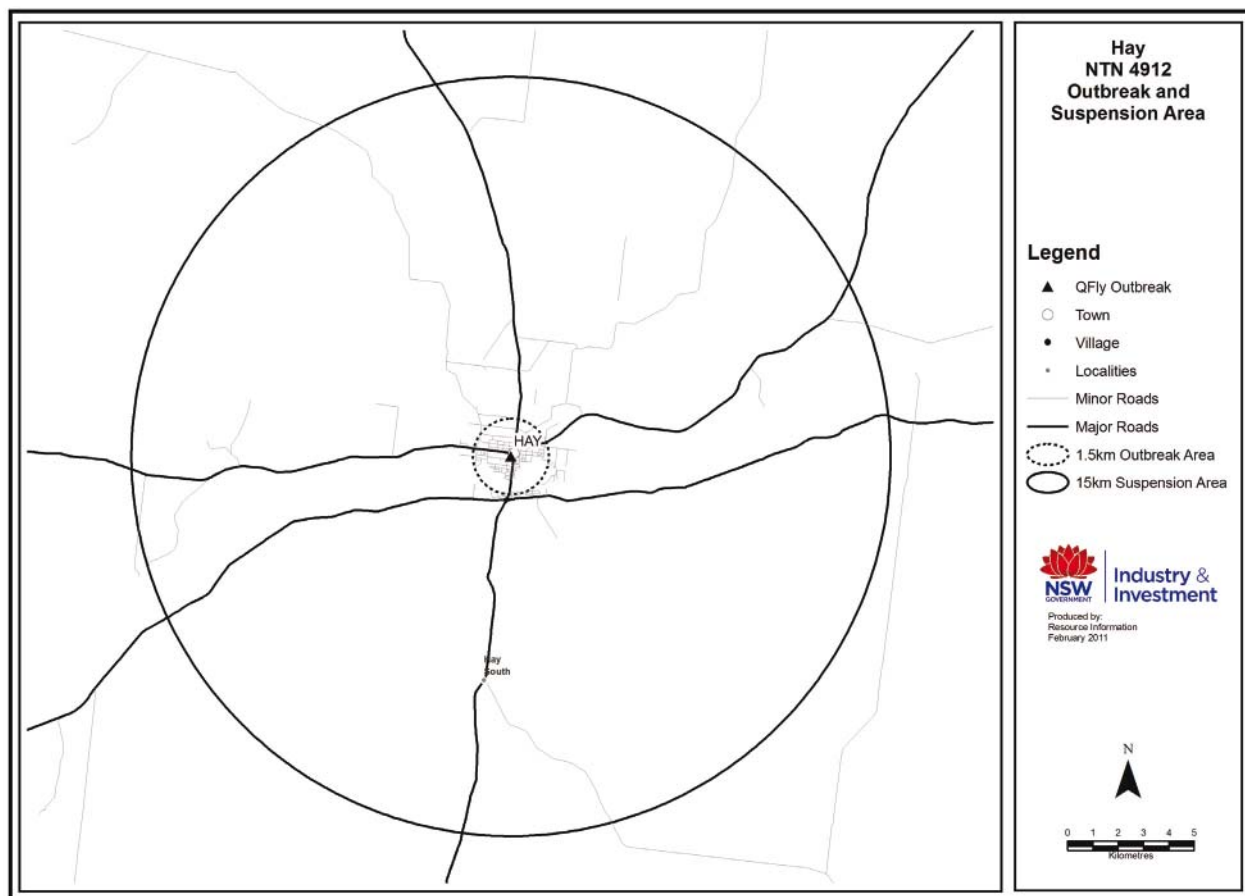 Hay
NTN 4912
Outbreak and
Suspension Area
Legend
QFly Outbreak
Town
Village
Localities
Minor Roads
Major Roads
1.5km Outbreak Area
15km Suspension Area
NSW
GOVERNMENT
Industry &
Investment
Produced by:
Resource Information
February 2011
N
0 1 2 3 4 5
Kilometres
HAY
Hay
South